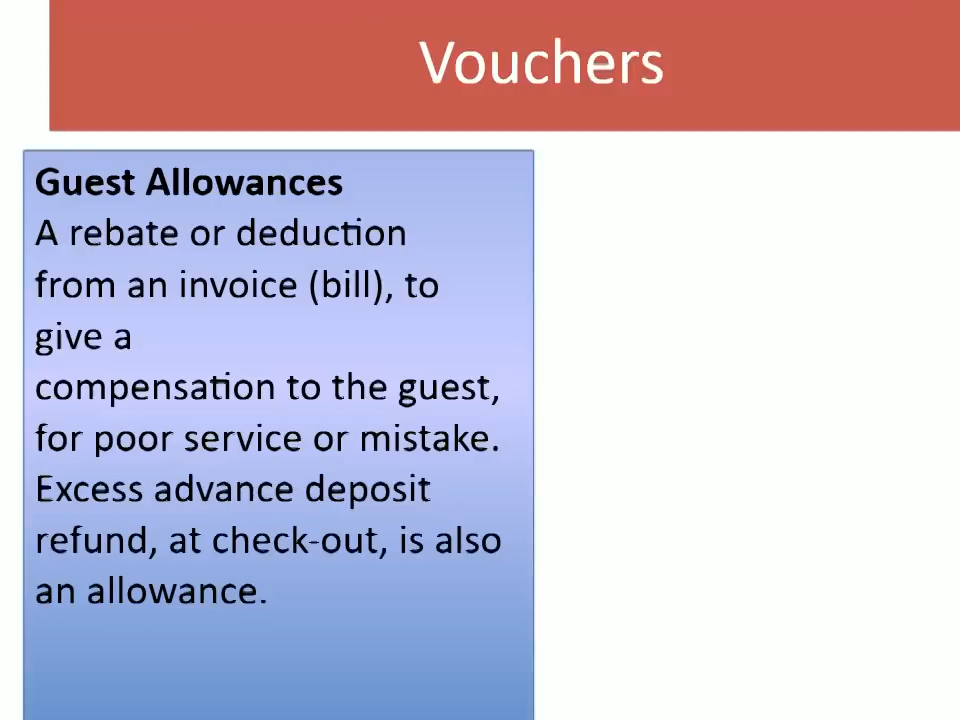 Vouchers
Guest Allowances
A rebate or deduction
from an invoice (bill), to
give a
compensation to the guest,
for poor service or mistake.
Excess advance deposit
refund, at check-out, is also
an allowance.